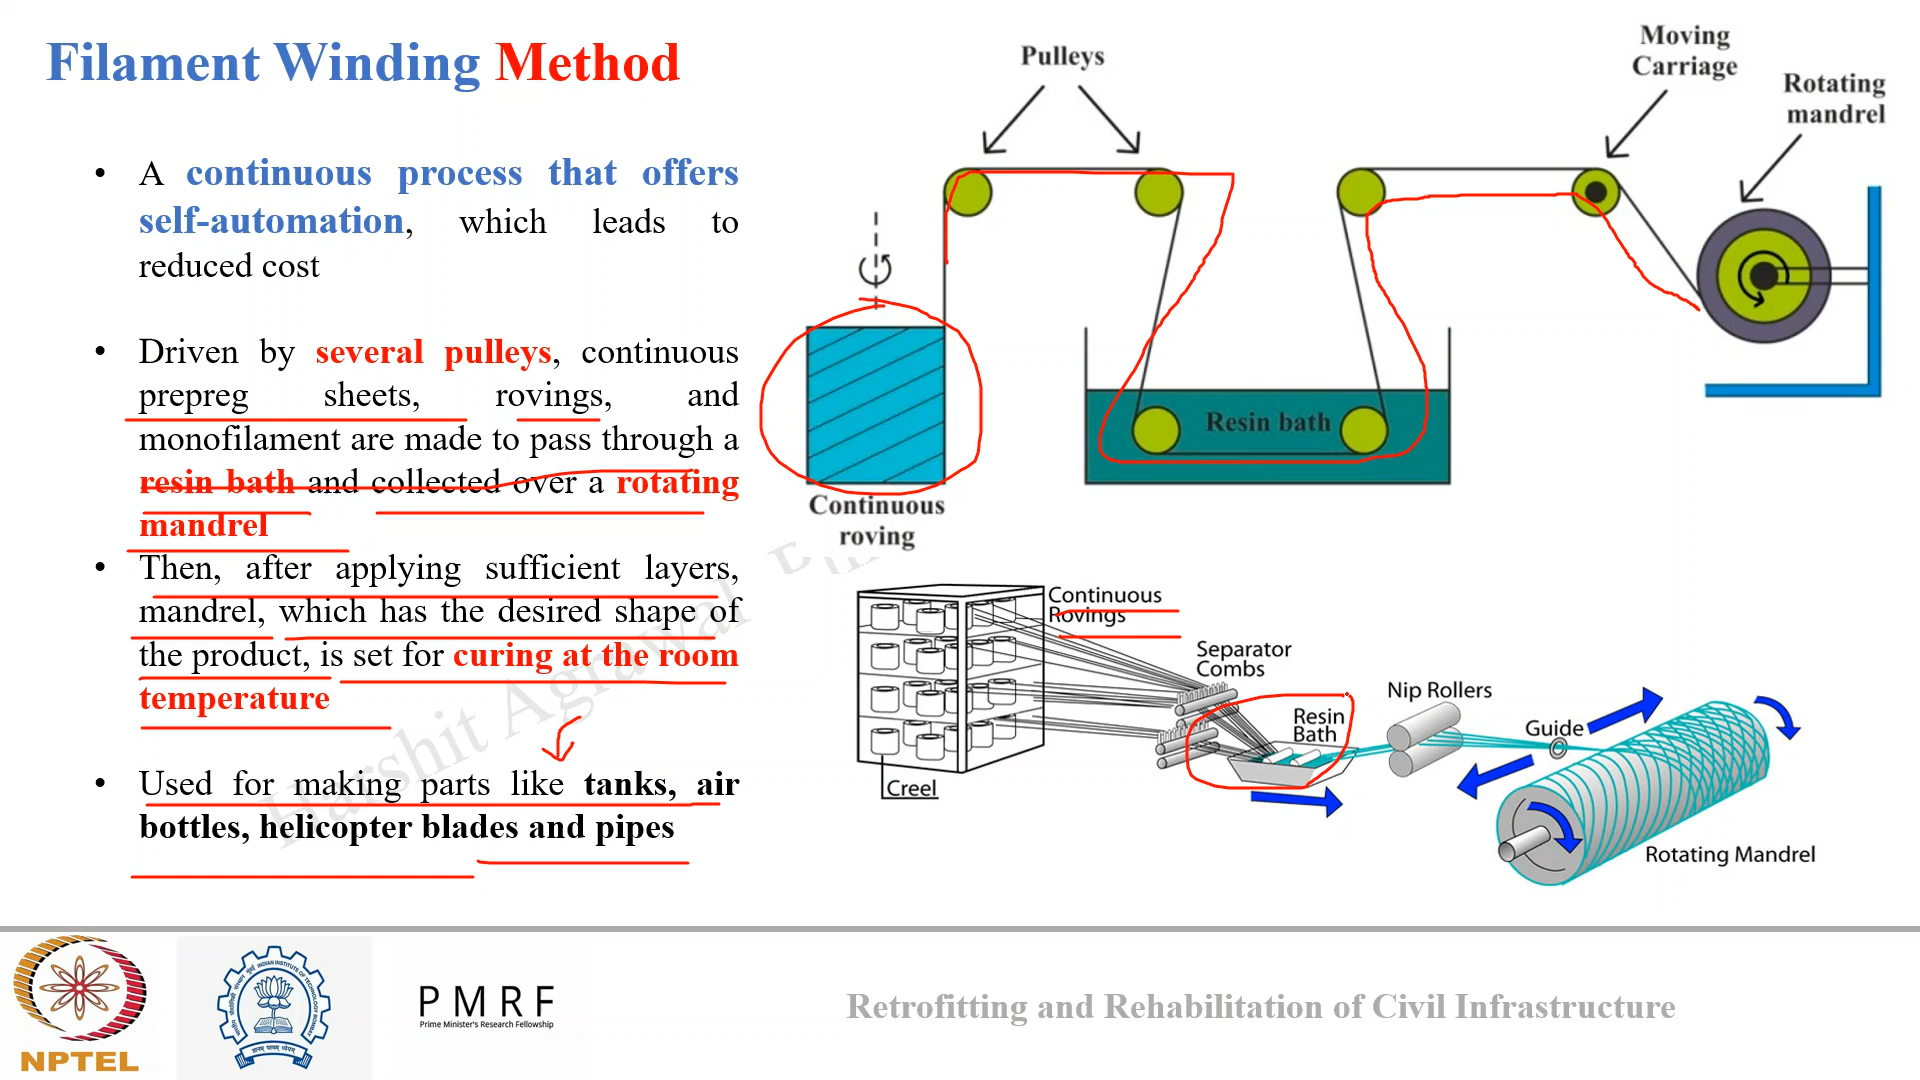 Filament Winding Method
• A continuous process that offers
self-automation, which leads to
reduced cost
• Driven by several pulleys, continuous
prepreg sheets, rovings, and
monofilament are made to pass through a
resin bath and collected over a rotating
mandrel
• Then, after applying sufficient layers,
mandrel, which has the desired shape of
the product, is set for curing at the room
temperature
• Used for making parts like tanks, air
bottles, helicopter blades and pipes
Pulleys
Moving
Carriage
Rotating
mandrel
Resin bath
Continuous
roving
Continuous
Rovings
Separator
Combs
Resin
Bath
Nip Rollers
Guide
Creel
Rotating Mandrel
Harshit Agrawal
NPTEL
PMRF
Prime Minister's Research Fellowship
Retrofitting and Rehabilitation of Civil Infrastructure